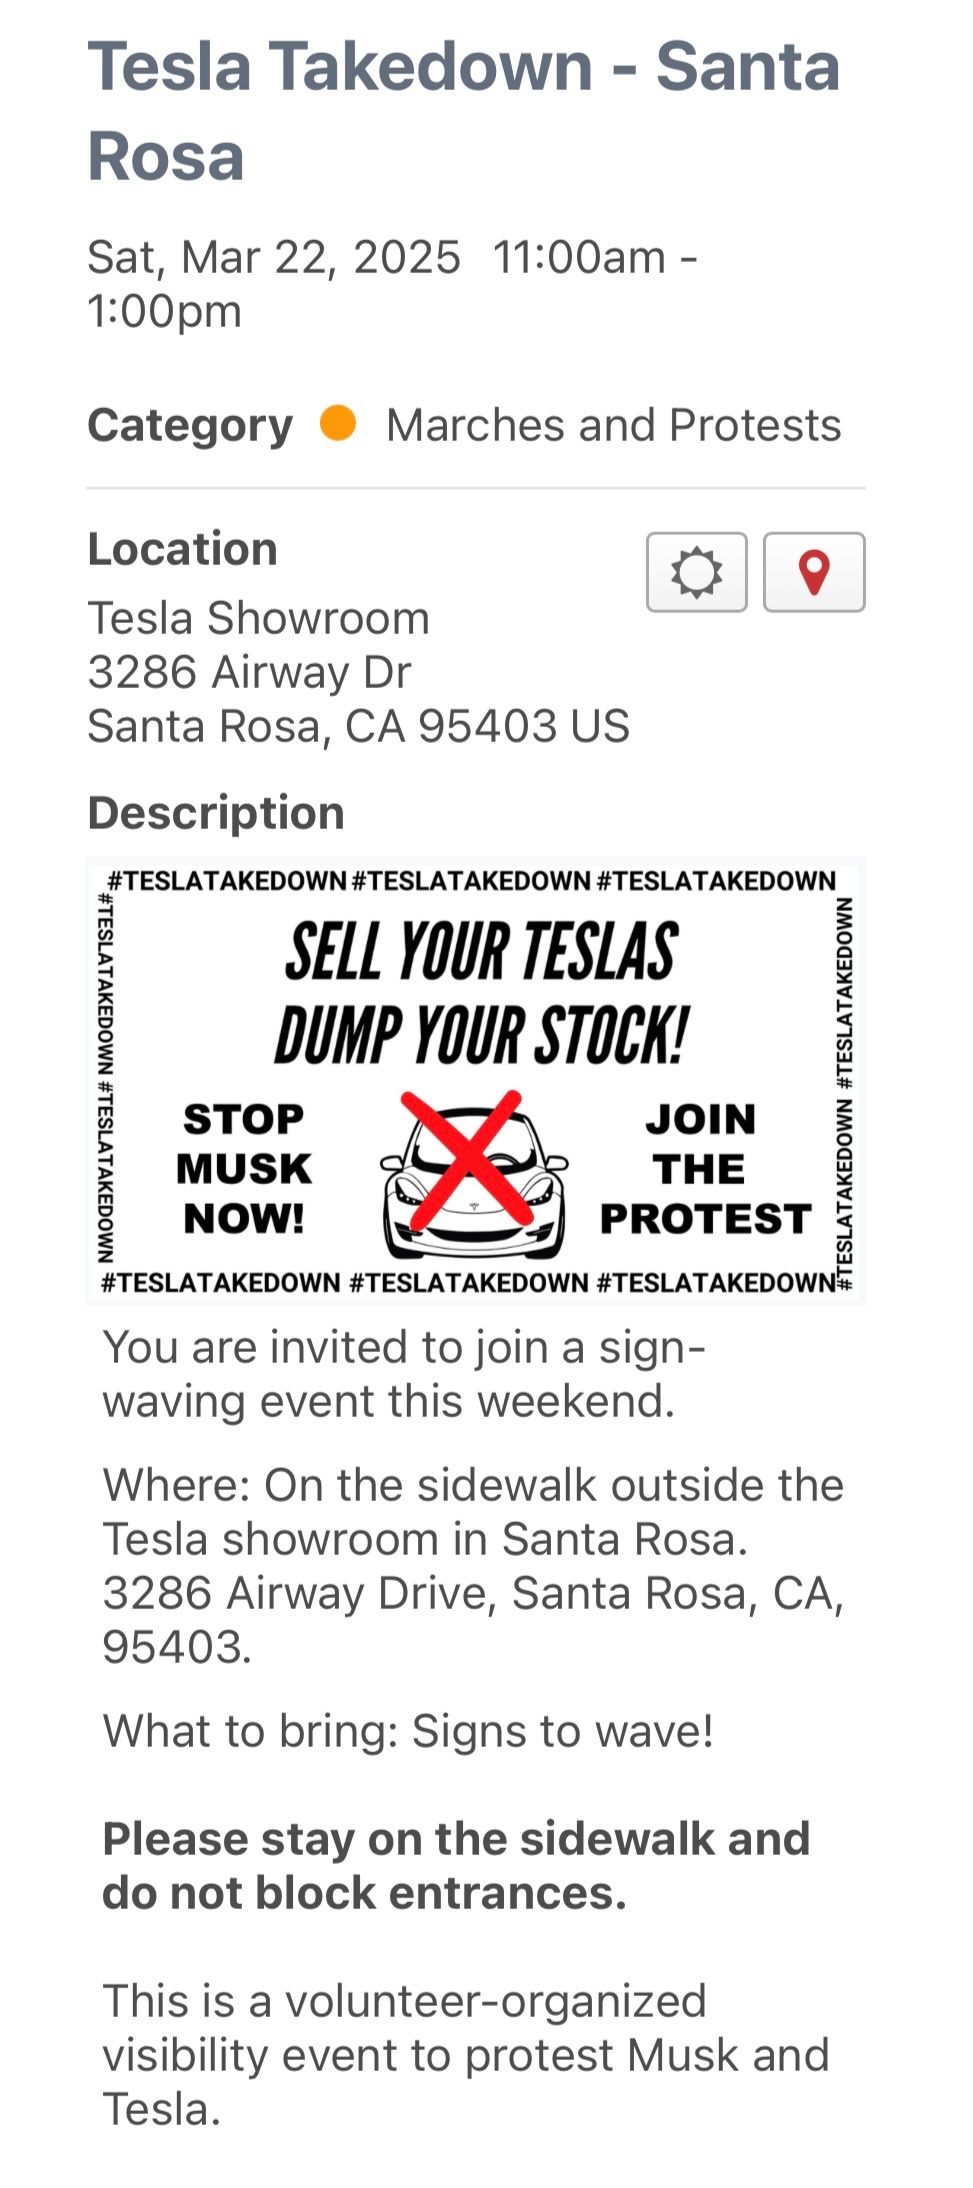 Tesla Takedown - Santa
Rosa
Sat, Mar 22, 2025 11:00am -
1:00pm
Category Marches and Protests
Location
Tesla Showroom
3286 Airway Dr
Santa Rosa, CA 95403 US
Description
#TESLATAKEDOWN #TESLATAKEDOWN #TESLATAKEDOWN
#TESLATAKEDOWN #TESLATAKEDOWN
SELL YOUR TESLAS
DUMP YOUR STOCK!
STOP
MUSK
NOW!
JOIN
THE
PROTEST
#TESLATAKEDOWN #TESLATAKEDOWN
#TESLATAKEDOWN #TESLATAKEDOWN #TESLATAKEDOWN
You are invited to join a sign-
waving event this weekend.
Where: On the sidewalk outside the
Tesla showroom in Santa Rosa.
3286 Airway Drive, Santa Rosa, CA,
95403.
What to bring: Signs to wave!
Please stay on the sidewalk and
do not block entrances.
This is a volunteer-organized
visibility event to protest Musk and
Tesla.